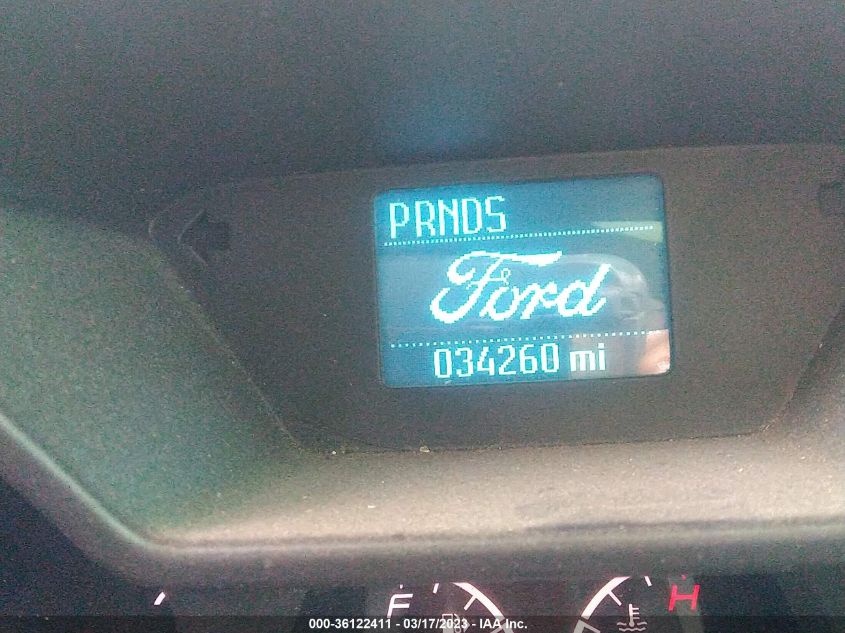 PRNDS
Ford
034260 mi
F
H
000-36122411 - 03/17/2023 - IAA Inc.